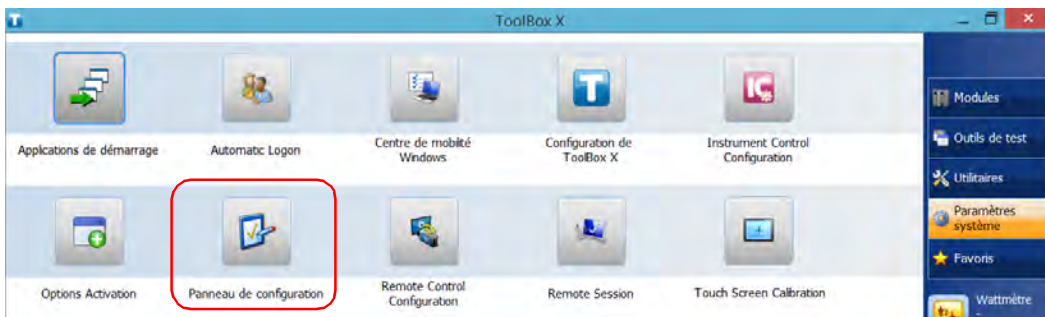 ToolBox X
Applications de démarrage
Automatic Logon
Centre de mobilité
Windows
Configuration de
ToolBox X
Instrument Control
Configuration
Options Activation
Panneau de configuration
Remote Control
Configuration
Remote Session
Touch Screen Calibration
Modules
Outils de test
Utilitaires
Paramètres
système
Favoris
Wattmètre